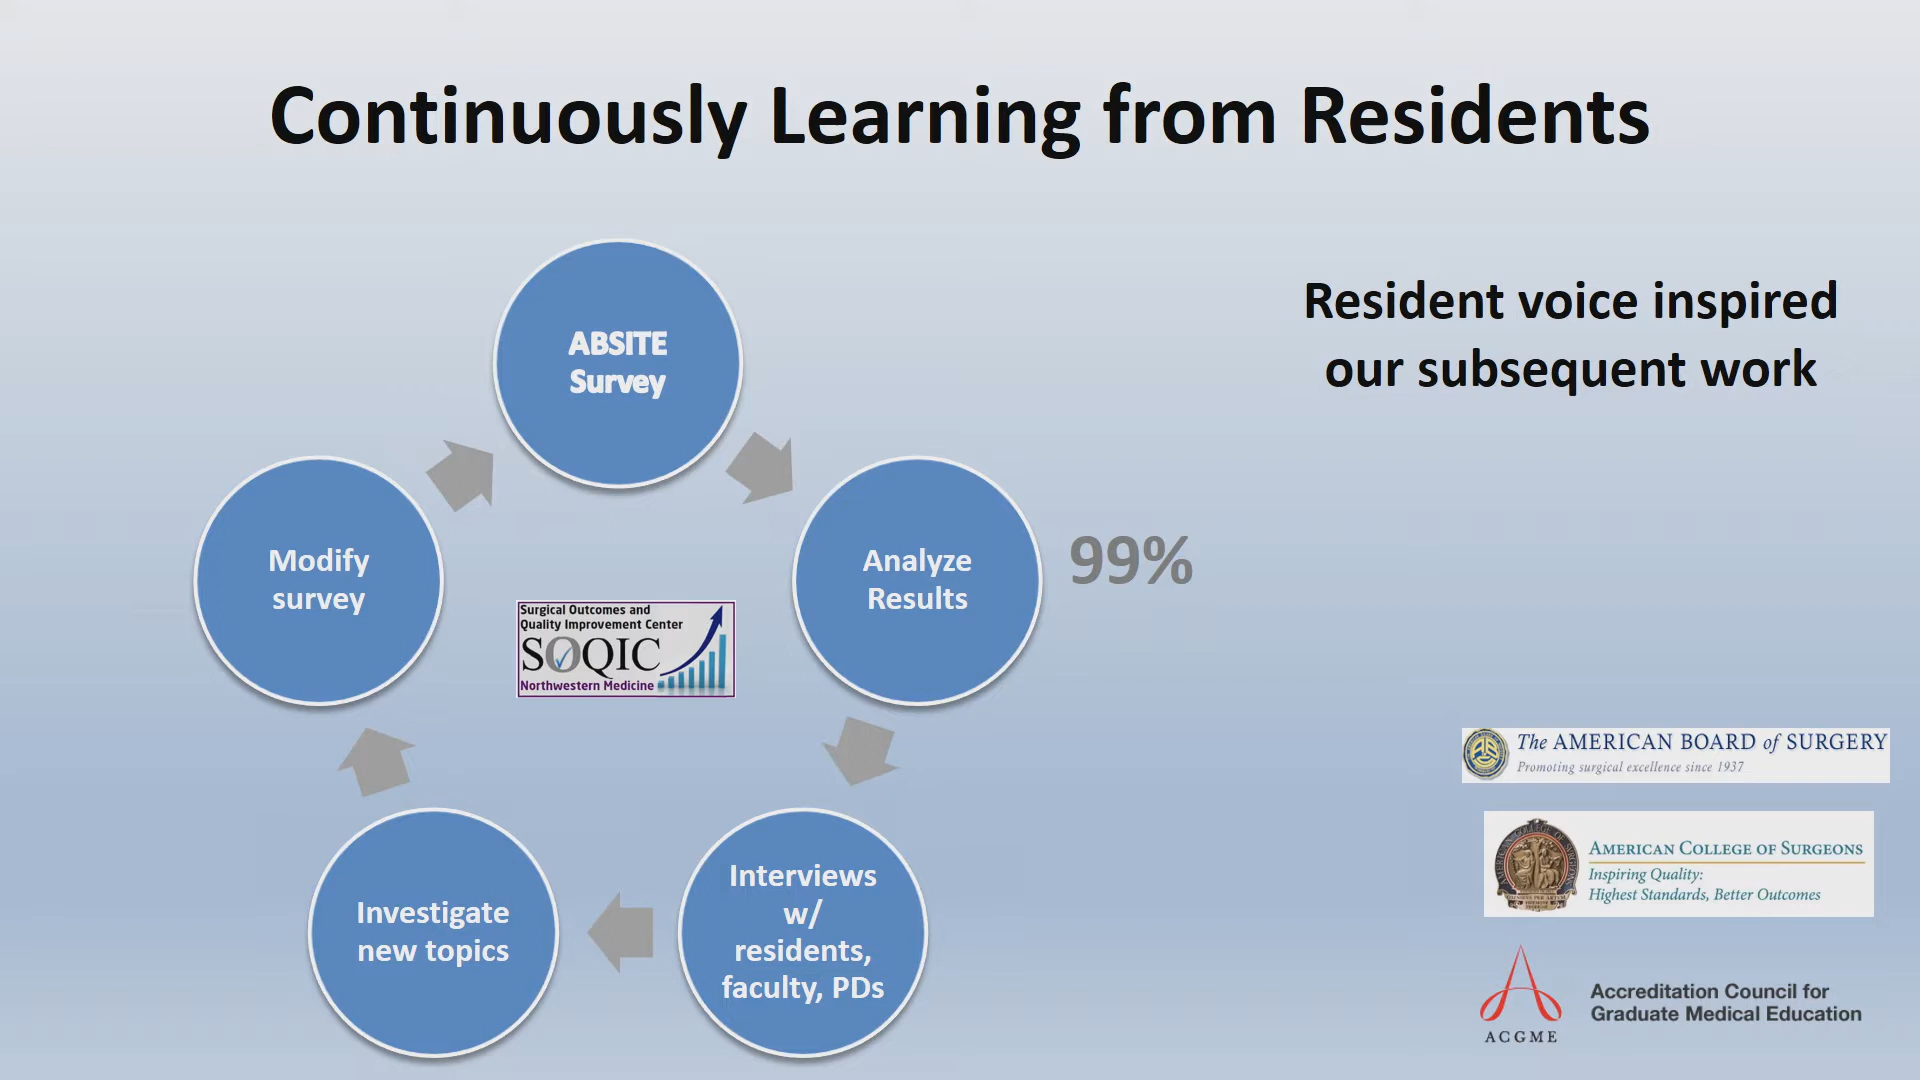 Continuously Learning from Residents
Resident voice inspired
our subsequent work
ABSITE
Survey
Analyze
Results
99%
Interviews
w/
residents,
faculty, PDs
Investigate
new topics
Modify
survey
Surgical Outcomes and
Quality Improvement Center
SOQIC
Northwestern Medicine
The AMERICAN BOARD of SURGERY
Promoting surgical excellence since 1937
AMERICAN COLLEGE OF SURGEONS
Inspiring Quality:
Highest Standards, Better Outcomes
ACGME
Accreditation Council for
Graduate Medical Education